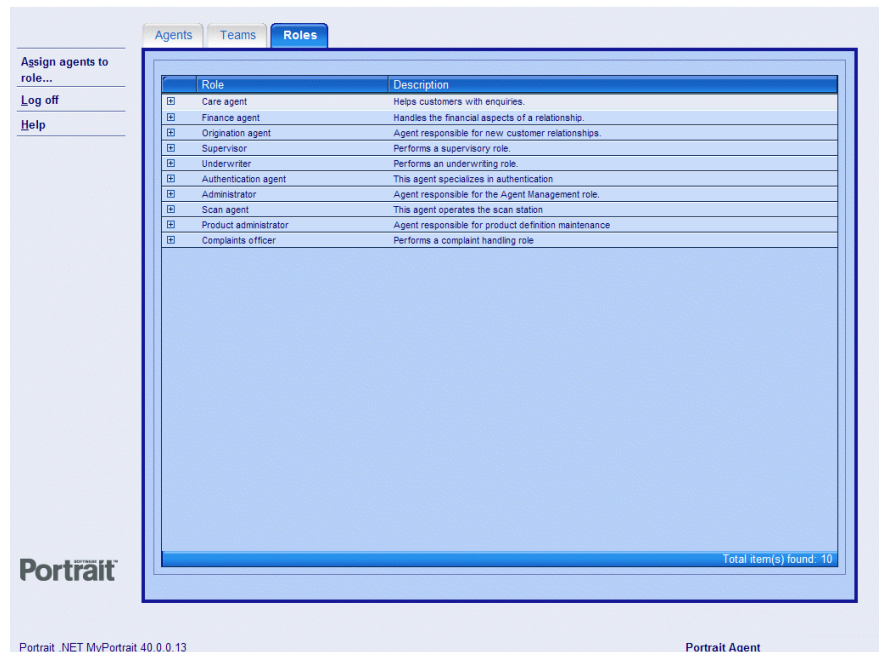 Agents Teams Roles
Assign agents to
role...
Log off
Help
Role Description
Care agent Helps customers with enquiries.
Finance agent Handles the financial aspects of a relationship.
Origination agent Agent responsible for new customer relationships.
Supervisor Performs a supervisory role.
Underwriter Performs an underwriting role.
Authentication agent This agent specializes in authentication
Administrator Agent responsible for the Agent Management role.
Scan agent This agent operates the scan station
Product administrator Agent responsible for product definition maintenance
Complaints officer Performs a complaint handling role
Total item(s) found: 10
SOFTWARE
Portrait™
Portrait .NET MyPortrait 40.0.0.13 Portrait Agent